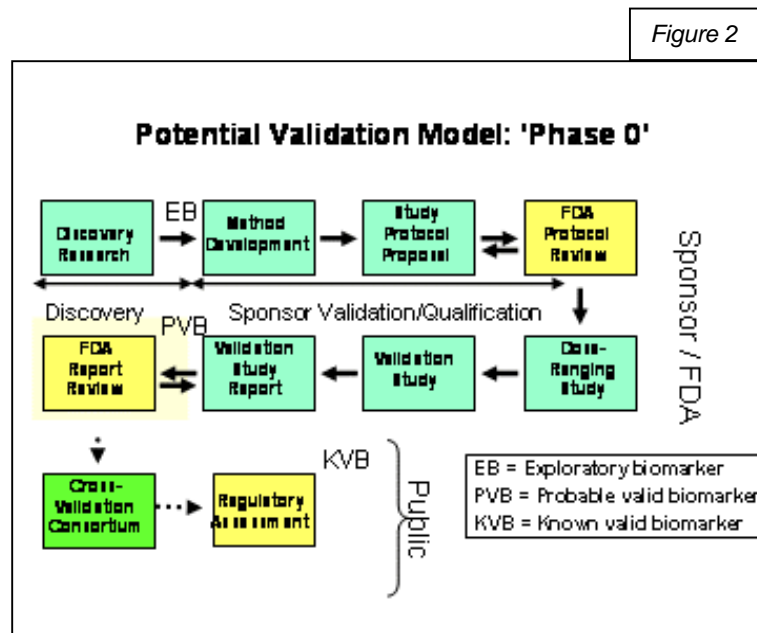 Figure 2
Potential Validation Model: 'Phase 0'
Discovery
Research
EB
Method
Development
Study
Protocol
Proposal
FDA
Protocol
Review
Sponsor / FDA
Discovery
Sponsor Validation/Qualification
PVB
FDA
Report
Review
Validation
Study
Report
Validation
Study
Dose-
Ranging
Study
Cross-
Validation
Consortium
Regulatory
Assessment
KVB
Public
EB = Exploratory biomarker
PVB = Probable valid biomarker
KVB = Known valid biomarker